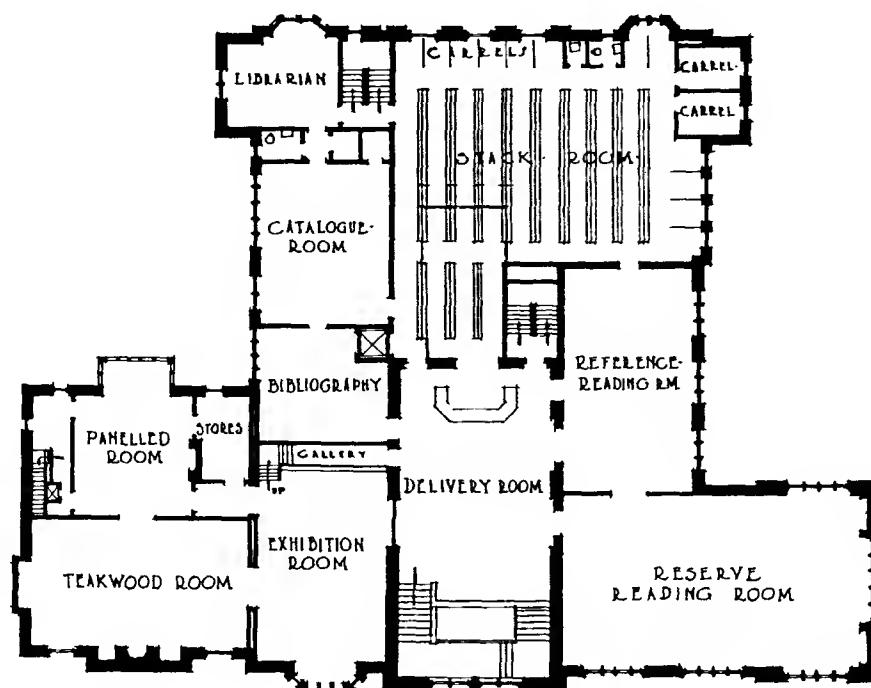 CARRELS
LIBRARIAN
CARREL
CARREL
STACK ROOM
CATALOGUE-
ROOM
REFERENCE-
READING RM.
BIBLIOGRAPHY
STORES
PANELLED
ROOM
GALLERY
UP
DELIVERY ROOM
EXHIBITION
ROOM
TEAKWOOD ROOM
RESERVE
READING ROOM